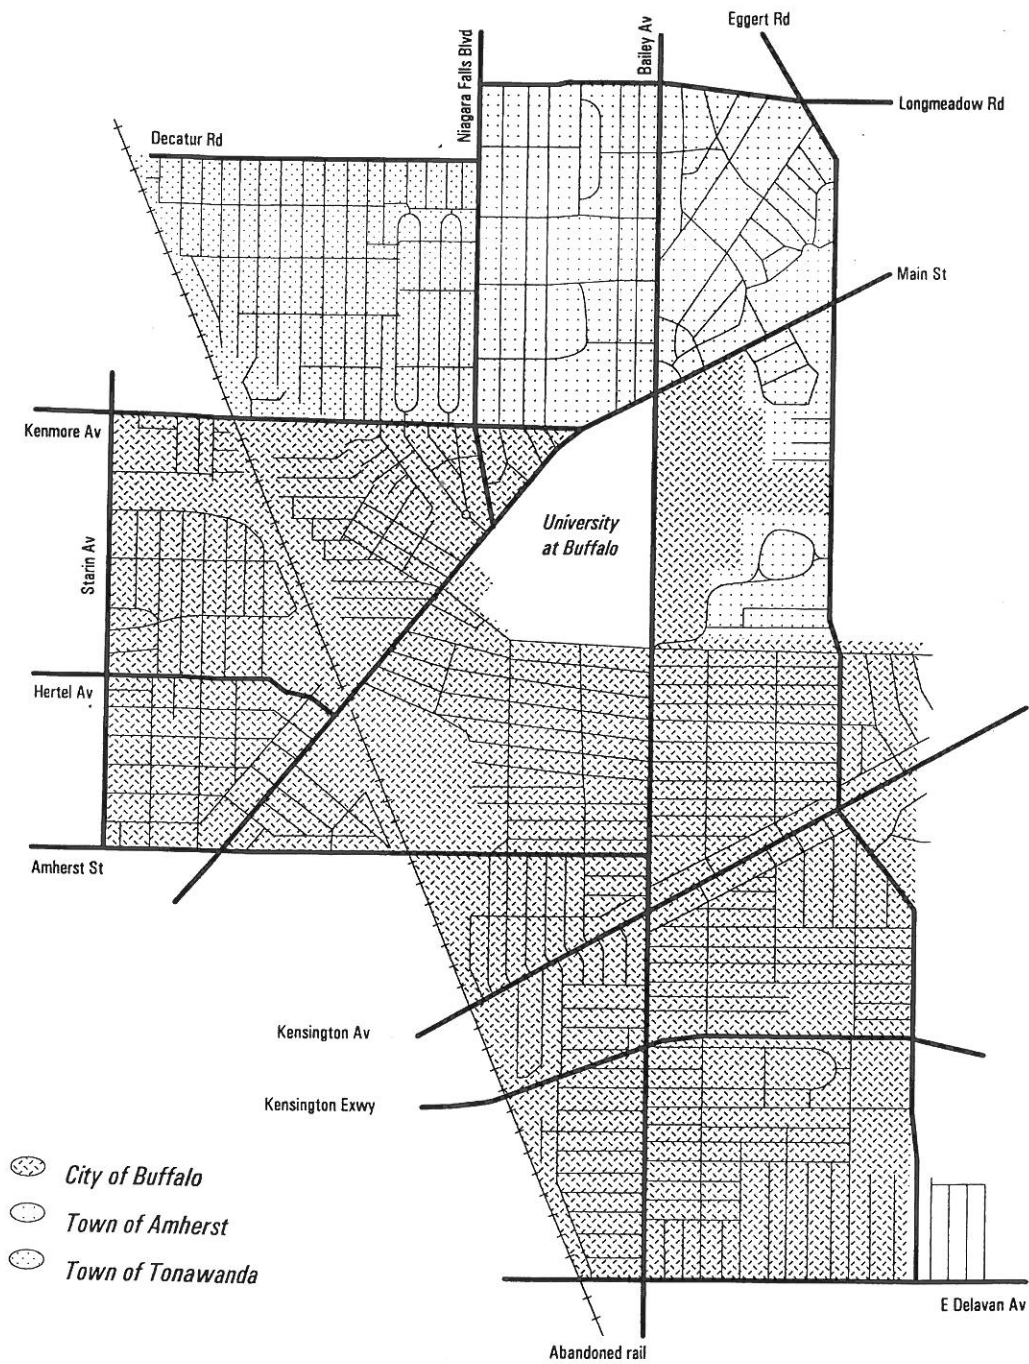 Eggert Rd
Niagara Falls Blvd
Bailey Av
Longmeadow Rd
Decatur Rd
Main St
Kenmore Av
University
at Buffalo
Starin Av
Hertel Av
Amherst St
Kensington Av
Kensington Exwy
City of Buffalo
Town of Amherst
Town of Tonawanda
E Delavan Av
Abandoned rail